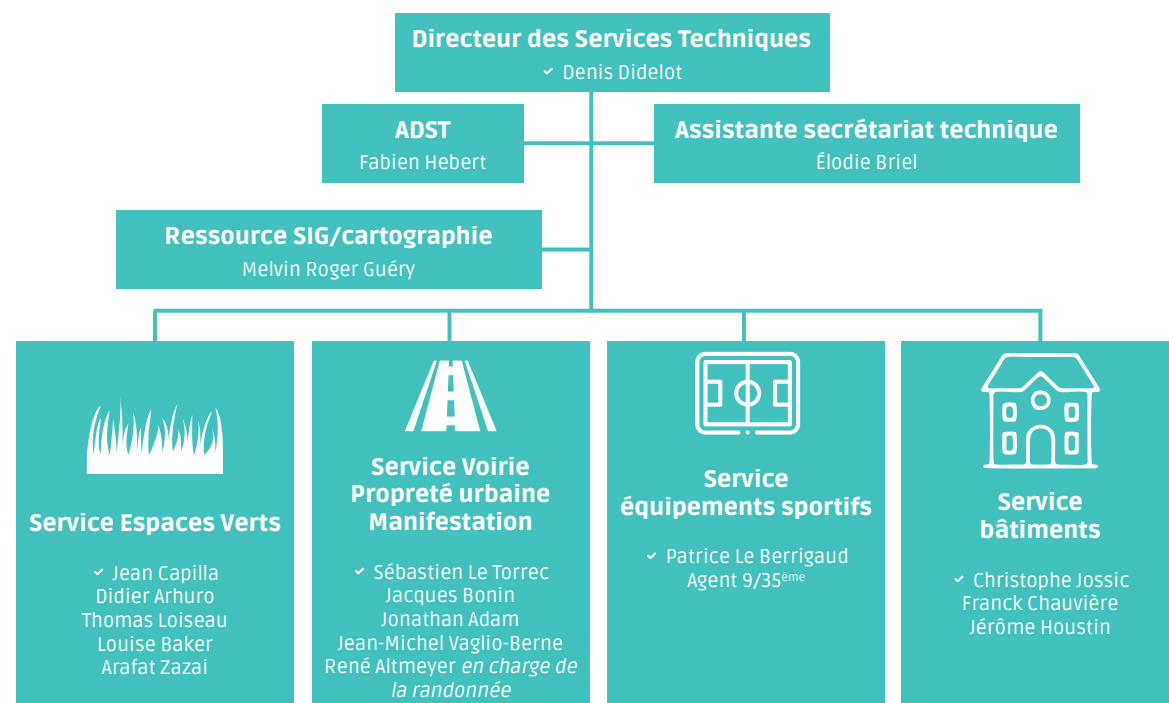 Directeur des Services Techniques
✓ Denis Didelot
ADST
Fabien Hebert
Assistante secrétariat technique
Élodie Briel
Ressource SIG/cartographie
Melvin Roger Guéry
Service Espaces Verts
✓ Jean Capilla
Didier Arhuro
Thomas Loiseau
Louise Baker
Arafat Zazai
Service Voirie
Propreté urbaine
Manifestation
✓ Sébastien Le Torrec
Jacques Bonin
Jonathan Adam
Jean-Michel Vaglio-Berne
René Altmeyer en charge de
la randonnée
Service
équipements sportifs
✓ Patrice Le Berrigaud
Agent 9/35ème
Service
bâtiments
✓ Christophe Jossic
Franck Chauvière
Jérôme Houstin